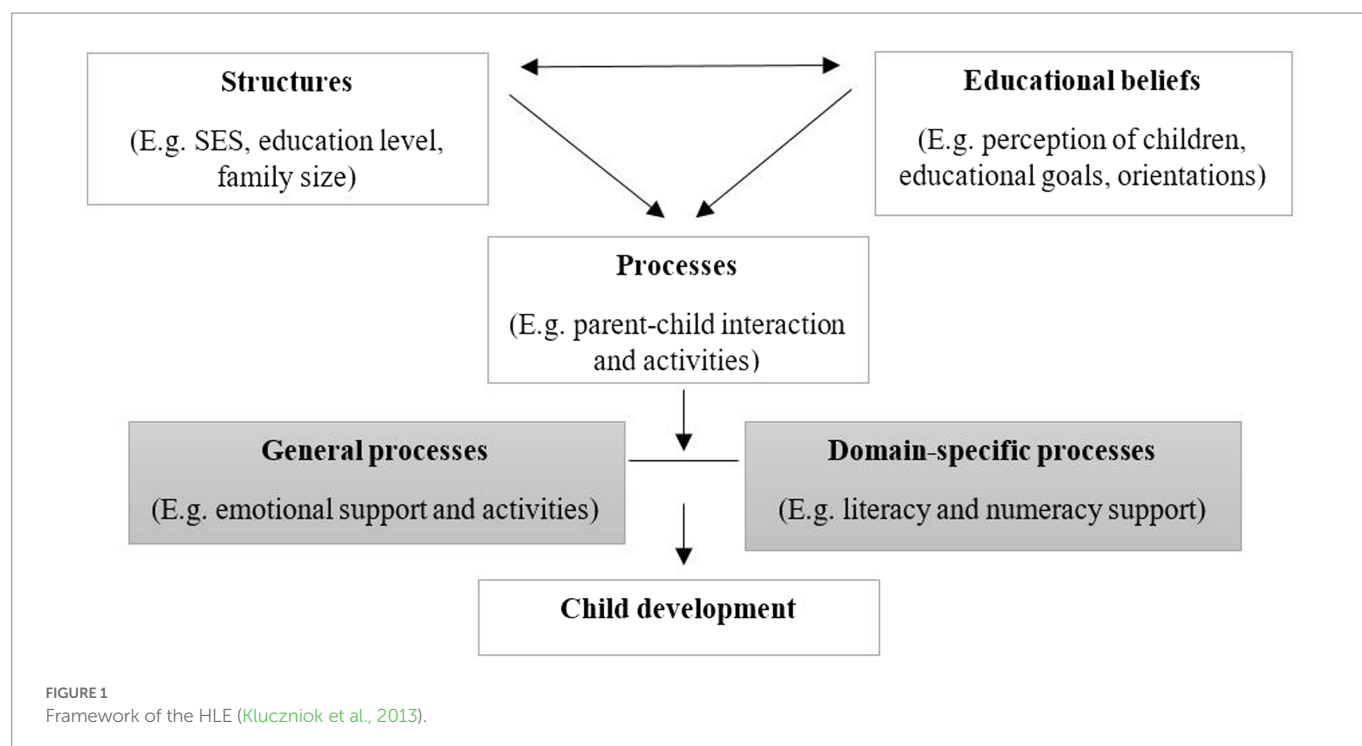 Structures
(E.g. SES, education level,
family size)
Educational beliefs
(E.g. perception of children,
educational goals, orientations)
Processes
(E.g. parent-child interaction
and activities)
General processes
(E.g. emotional support and activities)
Domain-specific processes
(E.g. literacy and numeracy support)
Child development
FIGURE 1
Framework of the HLE (Kluczniok et al., 2013).